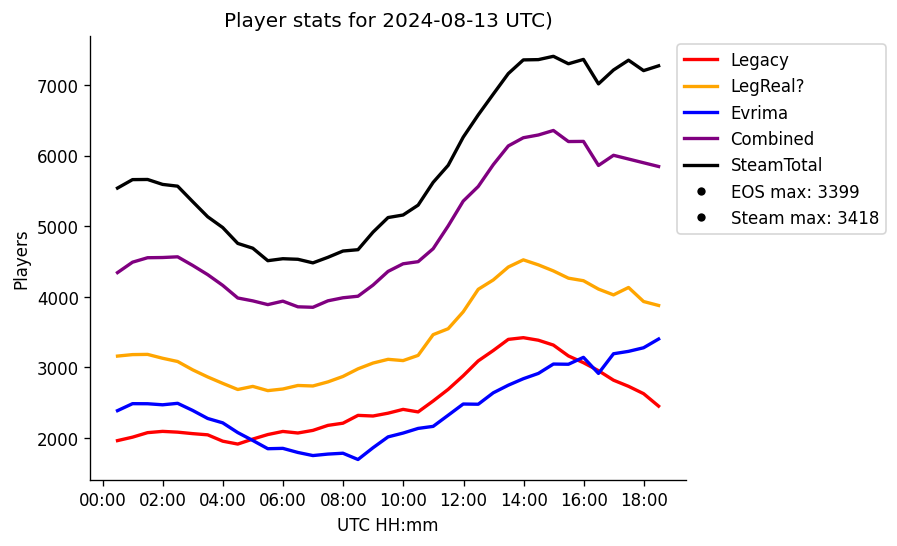 Player stats for 2024-08-13 UTC)
Legacy
LegReal?
Evrima
Combined
SteamTotal
EOS max: 3399
Steam max: 3418
Players
7000
6000
5000
4000
3000
2000
00:00 02:00 04:00 06:00 08:00 10:00 12:00 14:00 16:00 18:00
UTC HH:mm